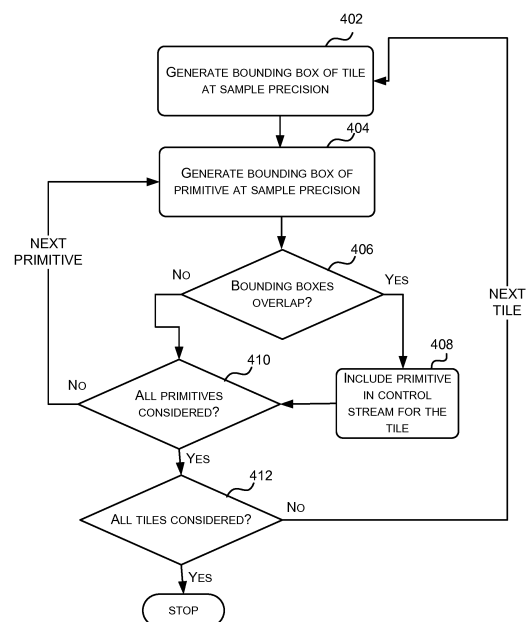 402
GENERATE BOUNDING BOX OF TILE
AT SAMPLE PRECISION
404
GENERATE BOUNDING BOX OF
PRIMITIVE AT SAMPLE PRECISION
NEXT
PRIMITIVE
406
NO
BOUNDING BOXES
OVERLAP?
YES
NEXT
TILE
408
INCLUDE PRIMITIVE
IN CONTROL
STREAM FOR THE
TILE
410
NO
ALL PRIMITIVES
CONSIDERED?
YES
412
ALL TILES CONSIDERED?
NO
YES
STOP